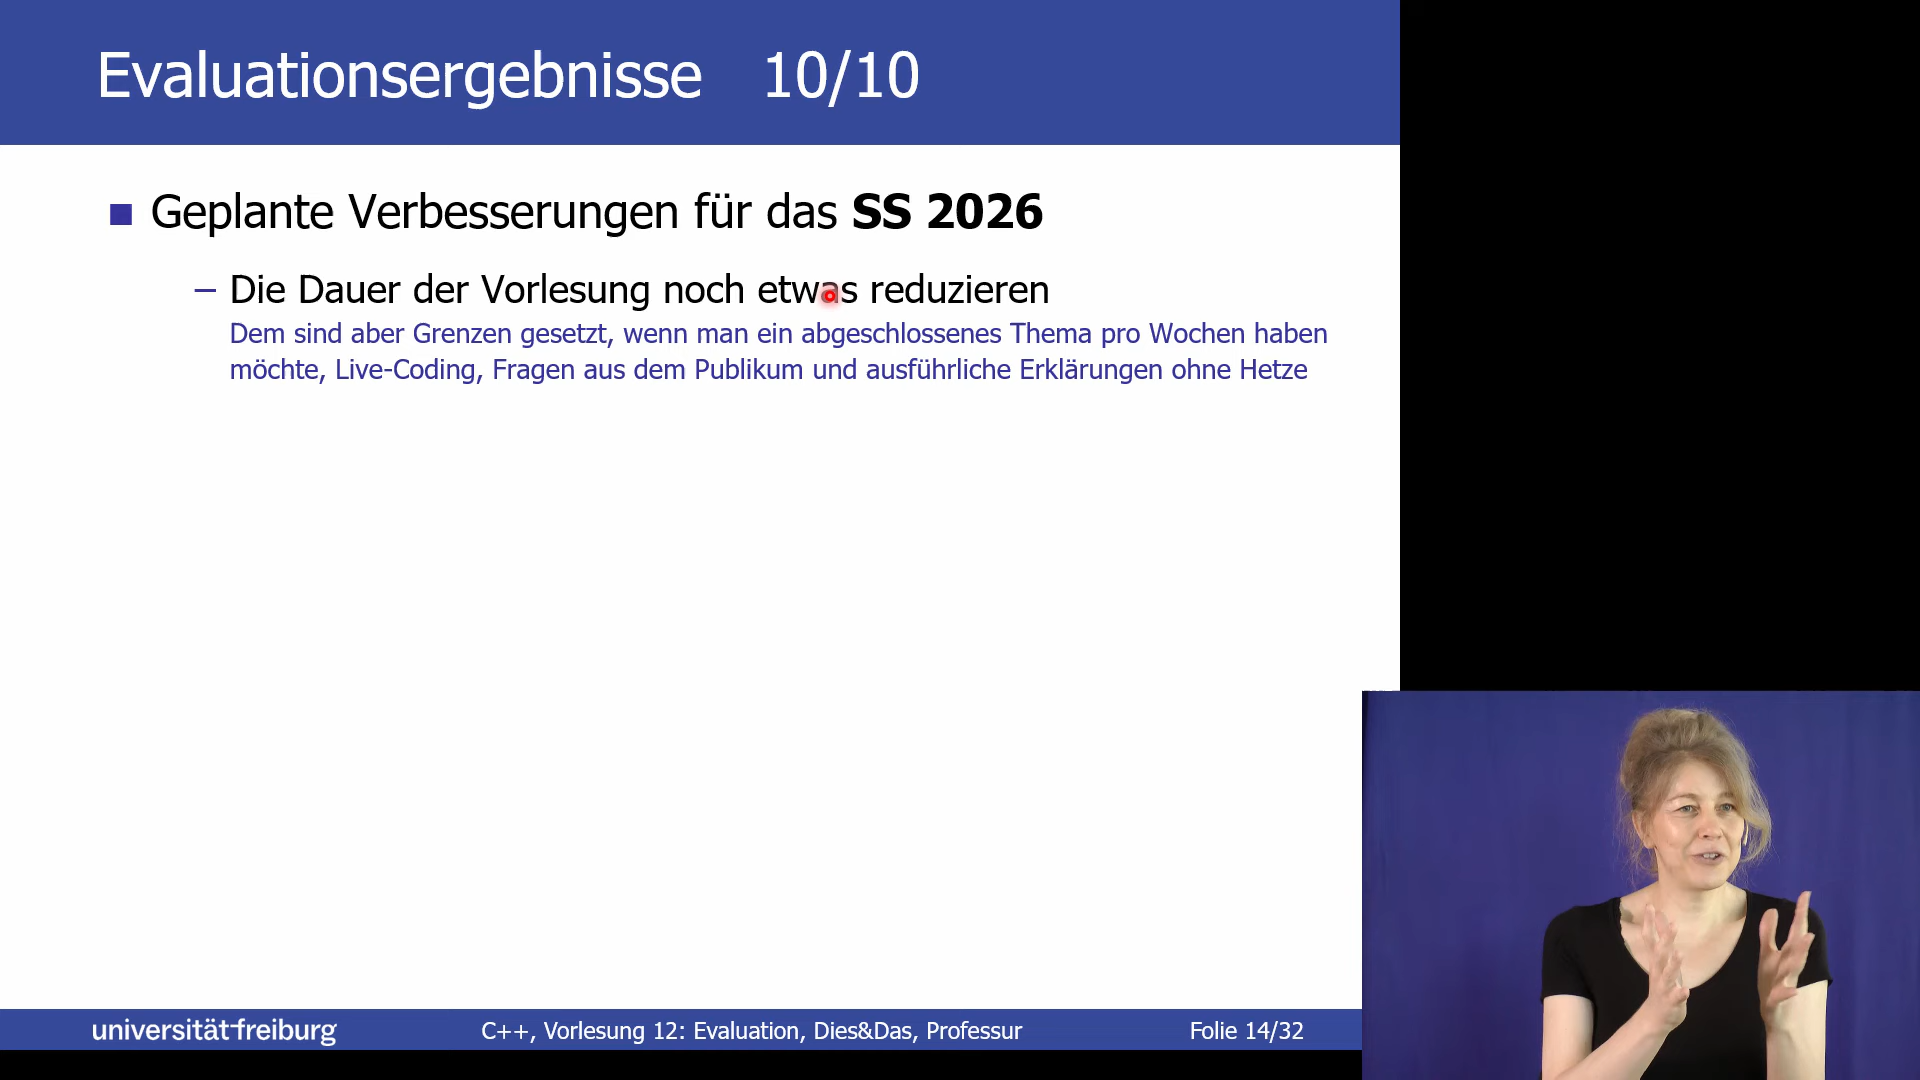 Evaluationsergebnisse 10/10
Geplante Verbesserungen für das SS 2026
– Die Dauer der Vorlesung noch etwas reduzieren
Dem sind aber Grenzen gesetzt, wenn man ein abgeschlossenes Thema pro Wochen haben
möchte, Live-Coding, Fragen aus dem Publikum und ausführliche Erklärungen ohne Hetze
universität freiburg
C++, Vorlesung 12: Evaluation, Dies&Das, Professur
Folie 14/32